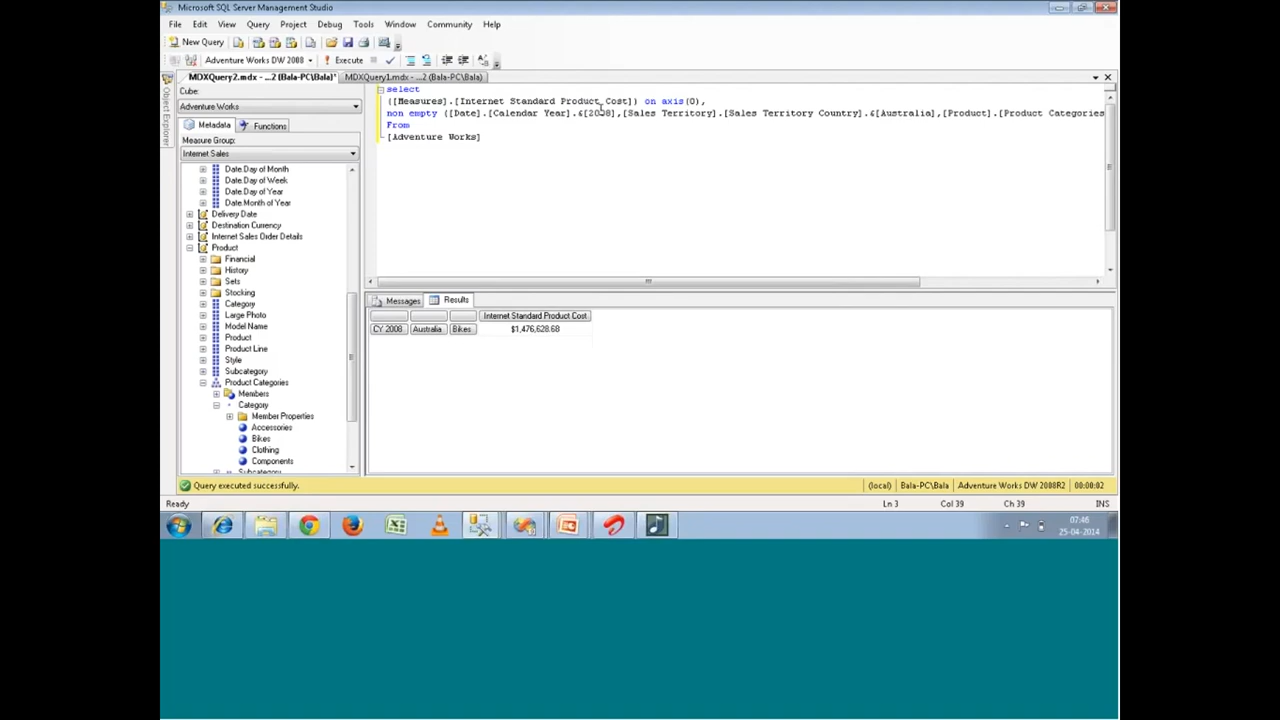 Microsoft SQL Server Management Studio
File Edit View Query Project Debug Tools Window Community Help
New Query
Adventure Works DW 2008 Execute
MDXQuery2.mdx - ...2 (Bala-PC\Bala)* MDXQuery1.mdx - ...2 (Bala-PC\Bala)
Object Explorer
Cube:
Adventure Works
Metadata Functions
Measure Group:
Internet Sales
Date.Day of Month
Date.Day of Week
Date.Day of Year
Date.Month of Year
Delivery Date
Destination Currency
Internet Sales Order Details
Product
Financial
History
Sets
Stocking
Category
Large Photo
Model Name
Product
Product Line
Style
Subcategory
Product Categories
Members
Category
Member Properties
Accessories
Bikes
Clothing
Components
Subcategory
select
([Measures].[Internet Standard Product Cost]) on axis(0),
non empty ([Date].[Calendar Year].&[2008],[Sales Territory].[Sales Territory Country].&[Australia],[Product].[Product Categories
From
[Adventure Works]
Messages Results
Internet Standard Product Cost
CY 2008 Australia Bikes $1,476,628.68
Query executed successfully. (local) Bala-PC\Bala Adventure Works DW 2008R2 00:00:02
Ready Ln 3 Col 39 Ch 39 INS
07:46
25-04-2014